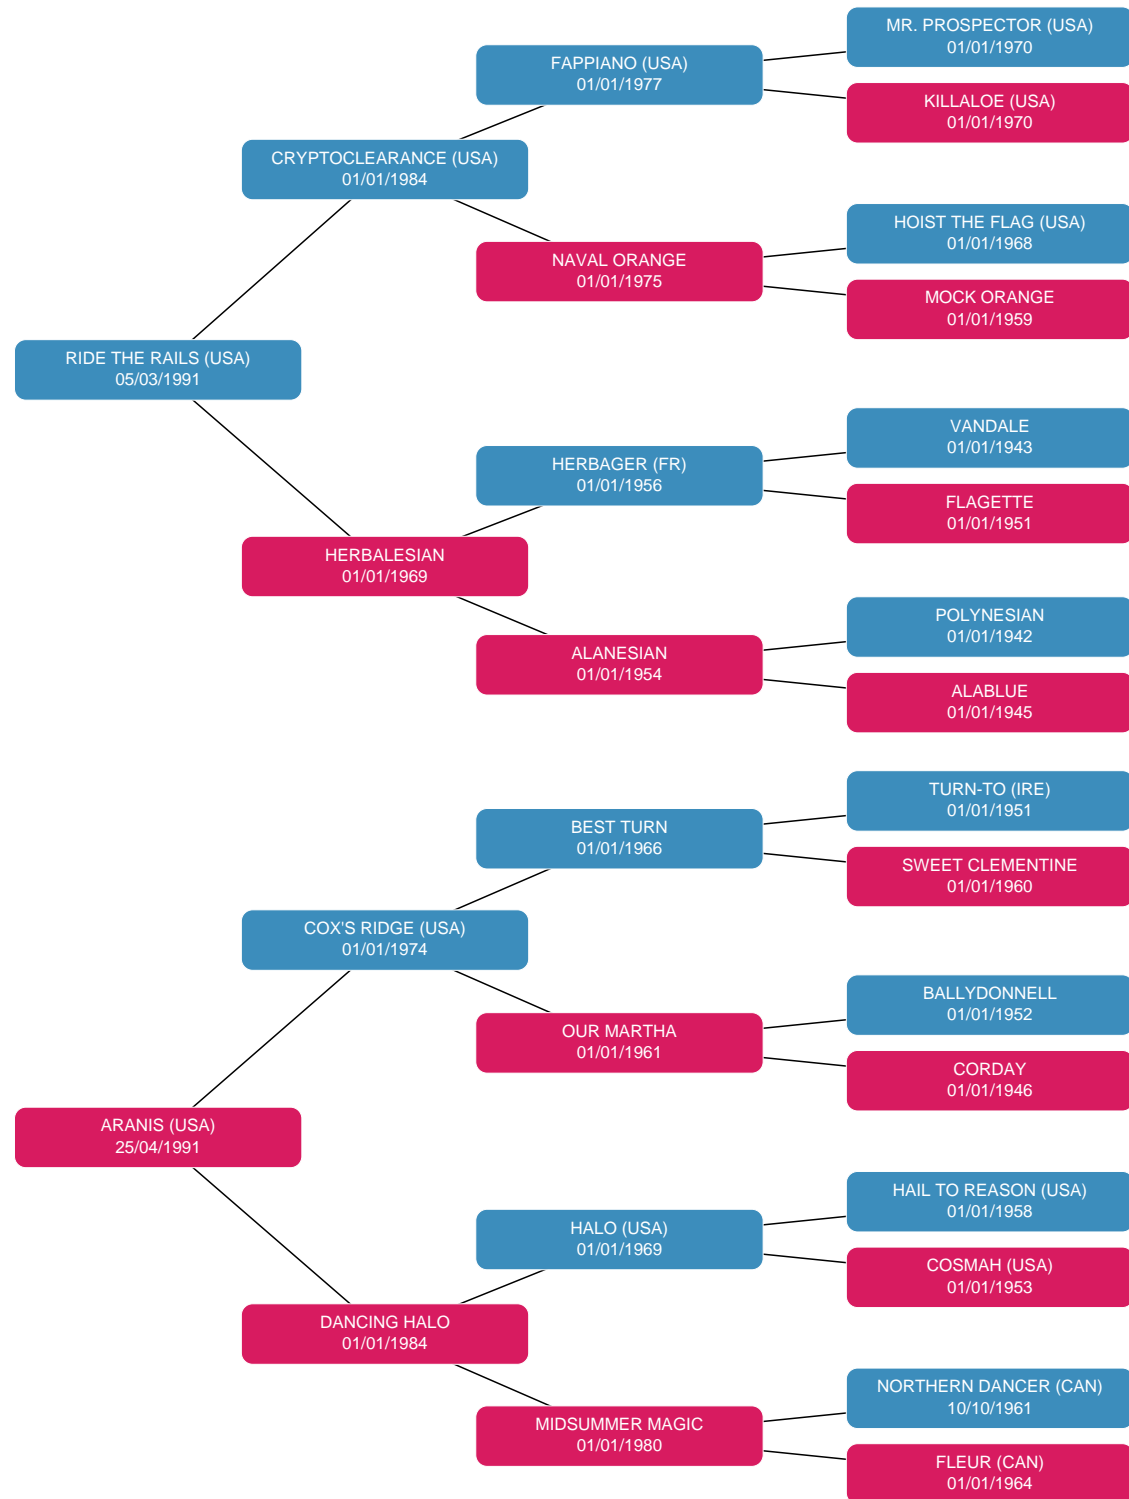 MR. PROSPECTOR (USA)
01/01/1970
FAPPIANO (USA)
01/01/1977
KILLALOE (USA)
01/01/1970
CRYPTOCLEARANCE (USA)
01/01/1984
HOIST THE FLAG (USA)
01/01/1968
NAVAL ORANGE
01/01/1975
MOCK ORANGE
01/01/1959
RIDE THE RAILS (USA)
05/03/1991
VANDALE
01/01/1943
HERBAGER (FR)
01/01/1956
FLAGETTE
01/01/1951
HERBALESIAN
01/01/1969
POLYNESIAN
01/01/1942
ALANESIAN
01/01/1954
ALABLUE
01/01/1945
TURN-TO (IRE)
01/01/1951
BEST TURN
01/01/1966
SWEET CLEMENTINE
01/01/1960
COX'S RIDGE (USA)
01/01/1974
BALLYDONNELL
01/01/1952
OUR MARTHA
01/01/1961
CORDAY
01/01/1946
ARANIS (USA)
25/04/1991
HAIL TO REASON (USA)
01/01/1958
HALO (USA)
01/01/1969
COSMAH (USA)
01/01/1953
DANCING HALO
01/01/1984
NORTHERN DANCER (CAN)
10/10/1961
MIDSUMMER MAGIC
01/01/1980
FLEUR (CAN)
01/01/1964